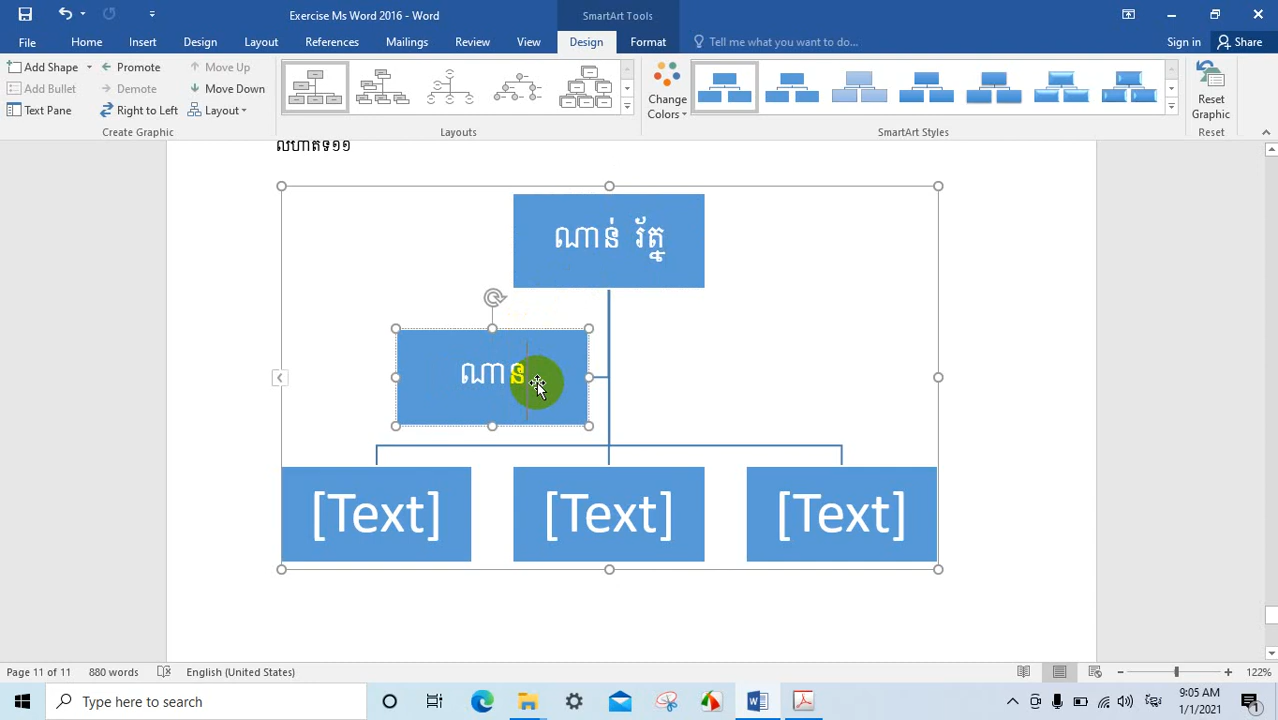 Exercise Ms Word 2016 - Word
SmartArt Tools
File Home Insert Design Layout References Mailings Review View Design Format Tell me what you want to do... Sign in Share
Add Shape Promote Move Up
Add Bullet Demote Move Down
Text Pane Right to Left Layout
Change Colors
Reset Graphic
Create Graphic Layouts SmartArt Styles Reset
ណាន់ រ័ត្ន
ណាន
[Text] [Text] [Text]
Page 11 of 11 880 words English (United States) 122%
Type here to search
9:05 AM
1/1/2021
1